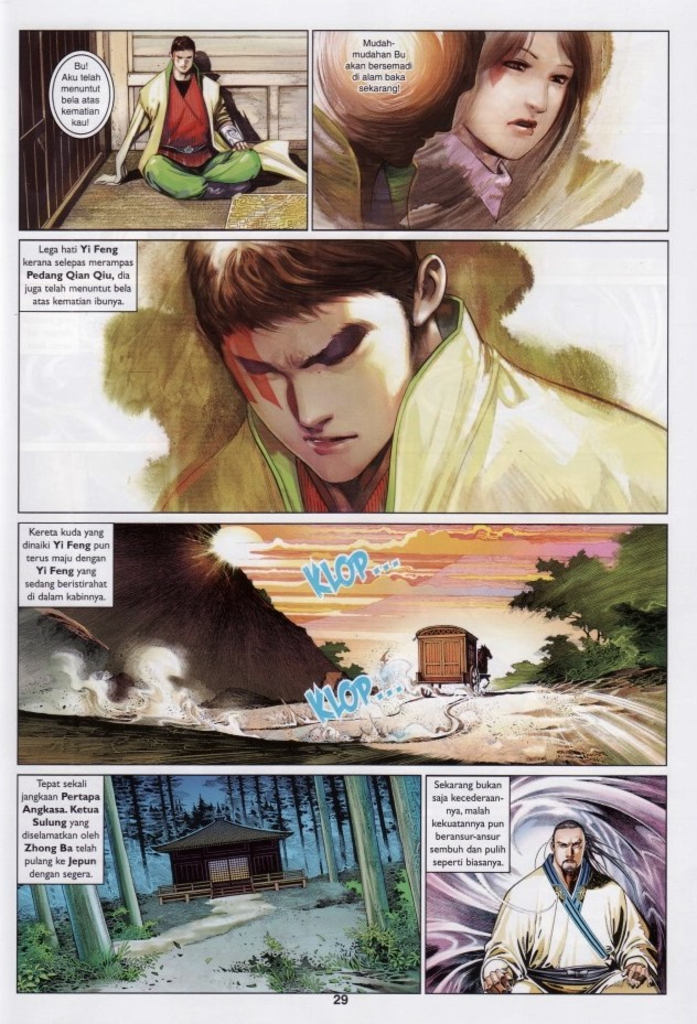 Bu!
Aku telah
menuntut
bela atas
kematian
kau!
Mudah-
mudahan Bu
akan bersemadi
di alam baka
sekarang!
Lega hati Yi Feng
kerana selepas merampas
Pedang Qian Qiu, dia
juga telah menuntut bela
atas kematian ibunya.
Kereta kuda yang
dinaiki Yi Feng pun
terus maju dengan
Yi Feng yang
sedang beristirahat
di dalam kabinnya.
KLOP...
KLOP...
Tepat sekali
jangkaan Pertapa
Angkasa. Ketua
Sulung yang
diselamatkan oleh
Zhong Ba telah
pulang ke Jepun
dengan segera.
Sekarang bukan
saja kecederaan-
nya, malah
kekuatannya pun
beransur-ansur
sembuh dan pulih
seperti biasanya.
29